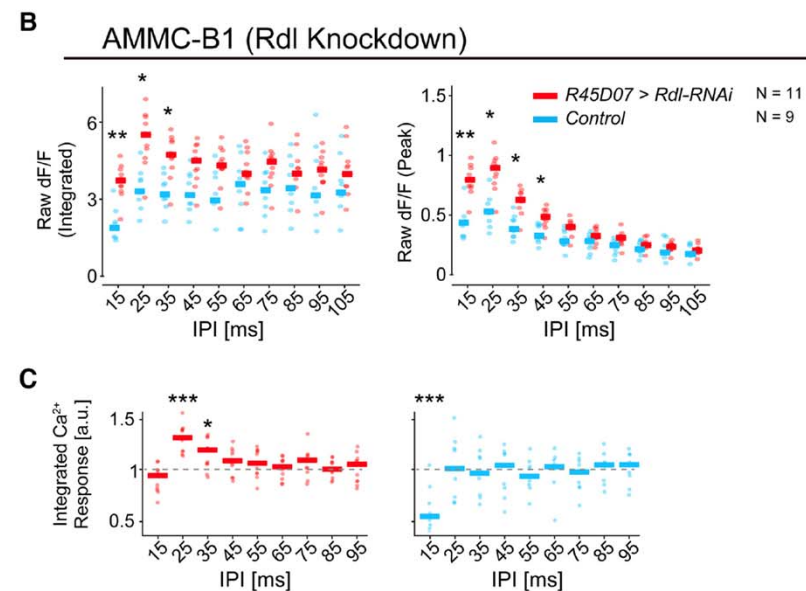 B
AMMC-B1 (Rdl Knockdown)
Raw dF/F
(Integrated)
6
3
0
** * *
15 25 35 45 55 65 75 85 95 105
IPI [ms]
Raw dF/F (Peak)
1.5
1
0.5
0
** * * *
15 25 35 45 55 65 75 85 95 105
IPI [ms]
R45D07 > Rdl-RNAi N = 11
Control N = 9
C
Integrated Ca²⁺
Response [a.u.]
1.5
1
0.5
*** *
15 25 35 45 55 65 75 85 95
IPI [ms]
***
15 25 35 45 55 65 75 85 95
IPI [ms]